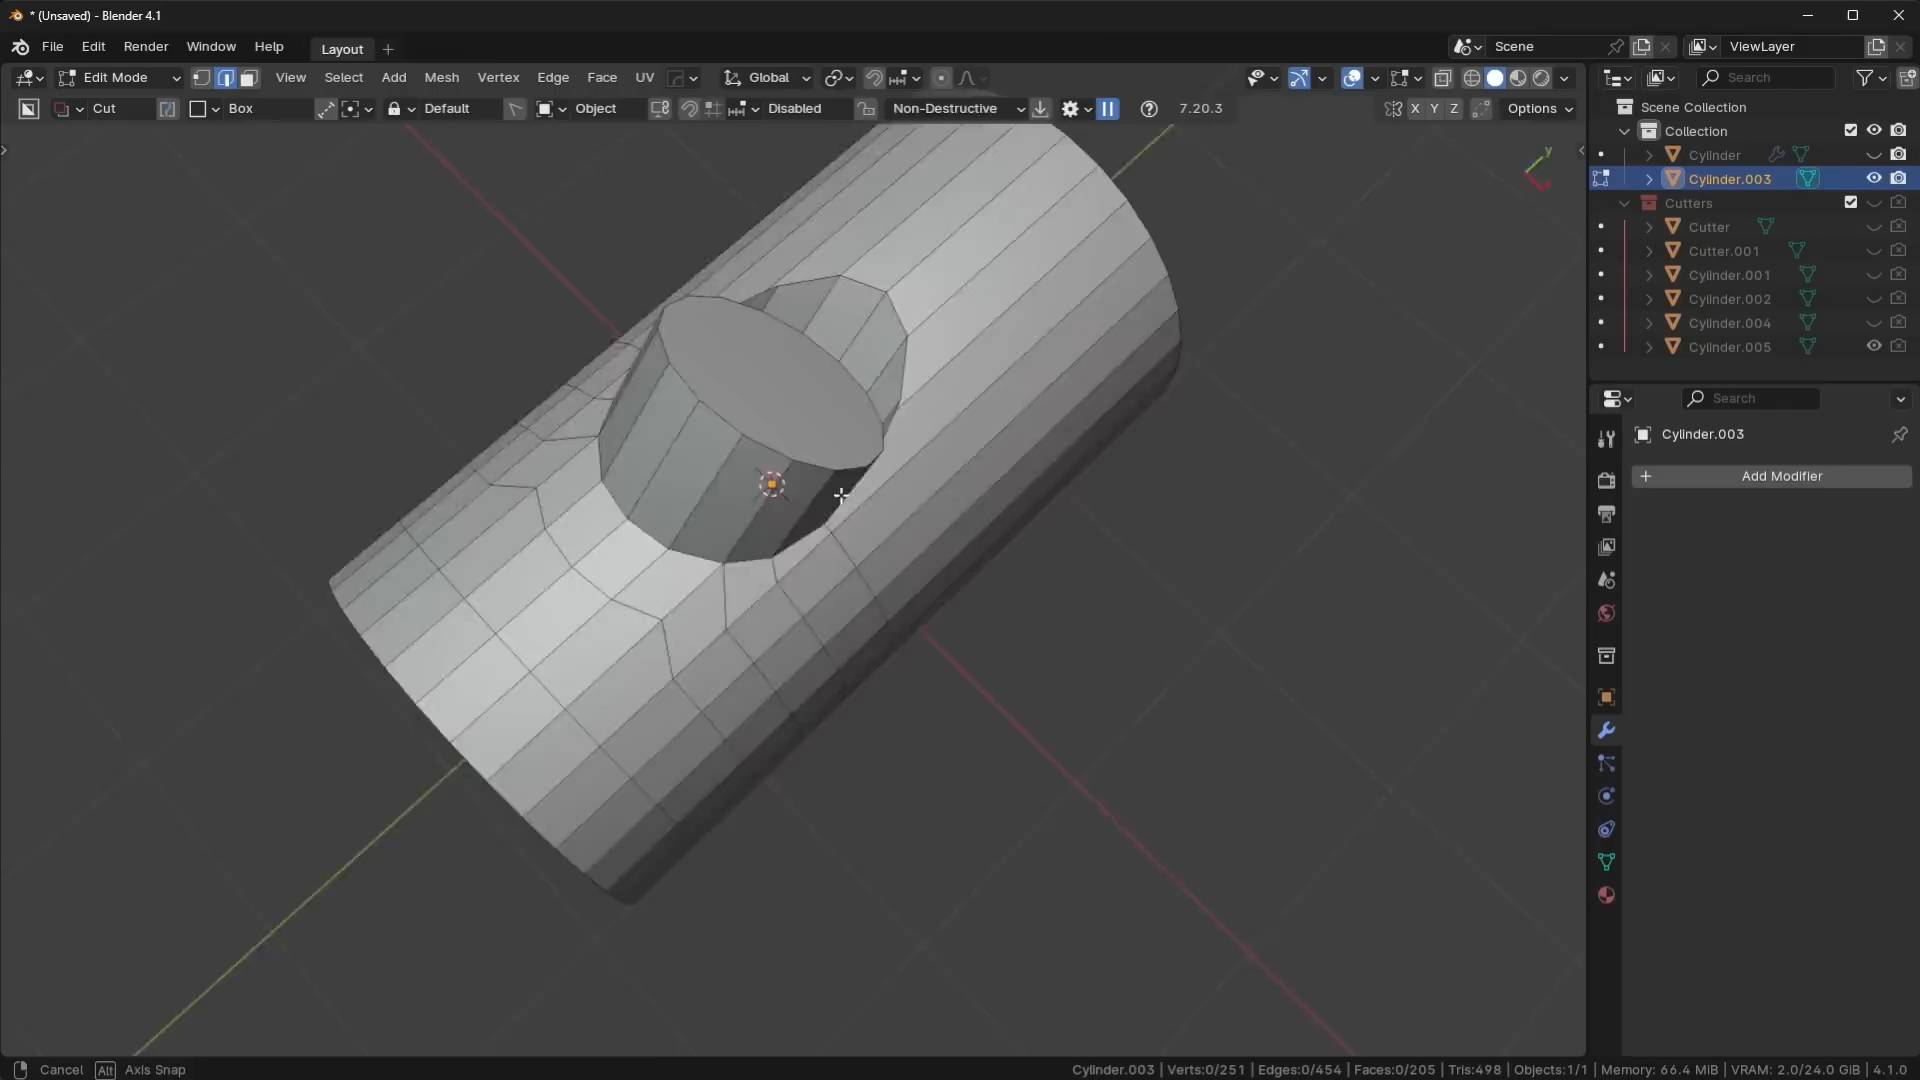 * (Unsaved) - Blender 4.1
File Edit Render Window Help Layout + Scene ViewLayer
Edit Mode View Select Add Mesh Vertex Edge Face UV Global Search
Cut Box Default Object Disabled Non-Destructive 7.20.3 X Y Z Options
Scene Collection
Collection
Cylinder
Cylinder.003
Cutters
Cutter
Cutter.001
Cylinder.001
Cylinder.002
Cylinder.004
Cylinder.005
Search
Cylinder.003
+ Add Modifier
Y
Cancel Alt Axis Snap Cylinder.003 | Verts:0/251 | Edges:0/454 | Faces:0/205 | Tris:498 | Objects:1/1 | Memory: 66.4 MiB | VRAM: 2.0/24.0 GiB | 4.1.0